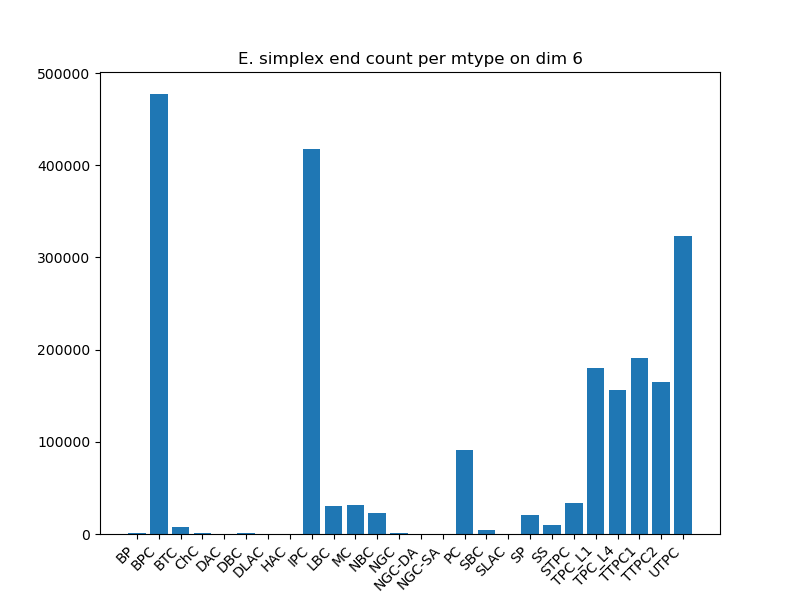 E. simplex end count per mtype on dim 6
500000
400000
300000
200000
100000
0
BP
BPC
BTC
ChC
DAC
DBC
DLAC
HAC
IPC
LBC
MC
NBC
NGC
NGC-DA
NGC-SA
PC
SBC
SLAC
SP
SS
STPC
TPC_L1
TPC_L4
TTPC1
TTPC2
UTPC